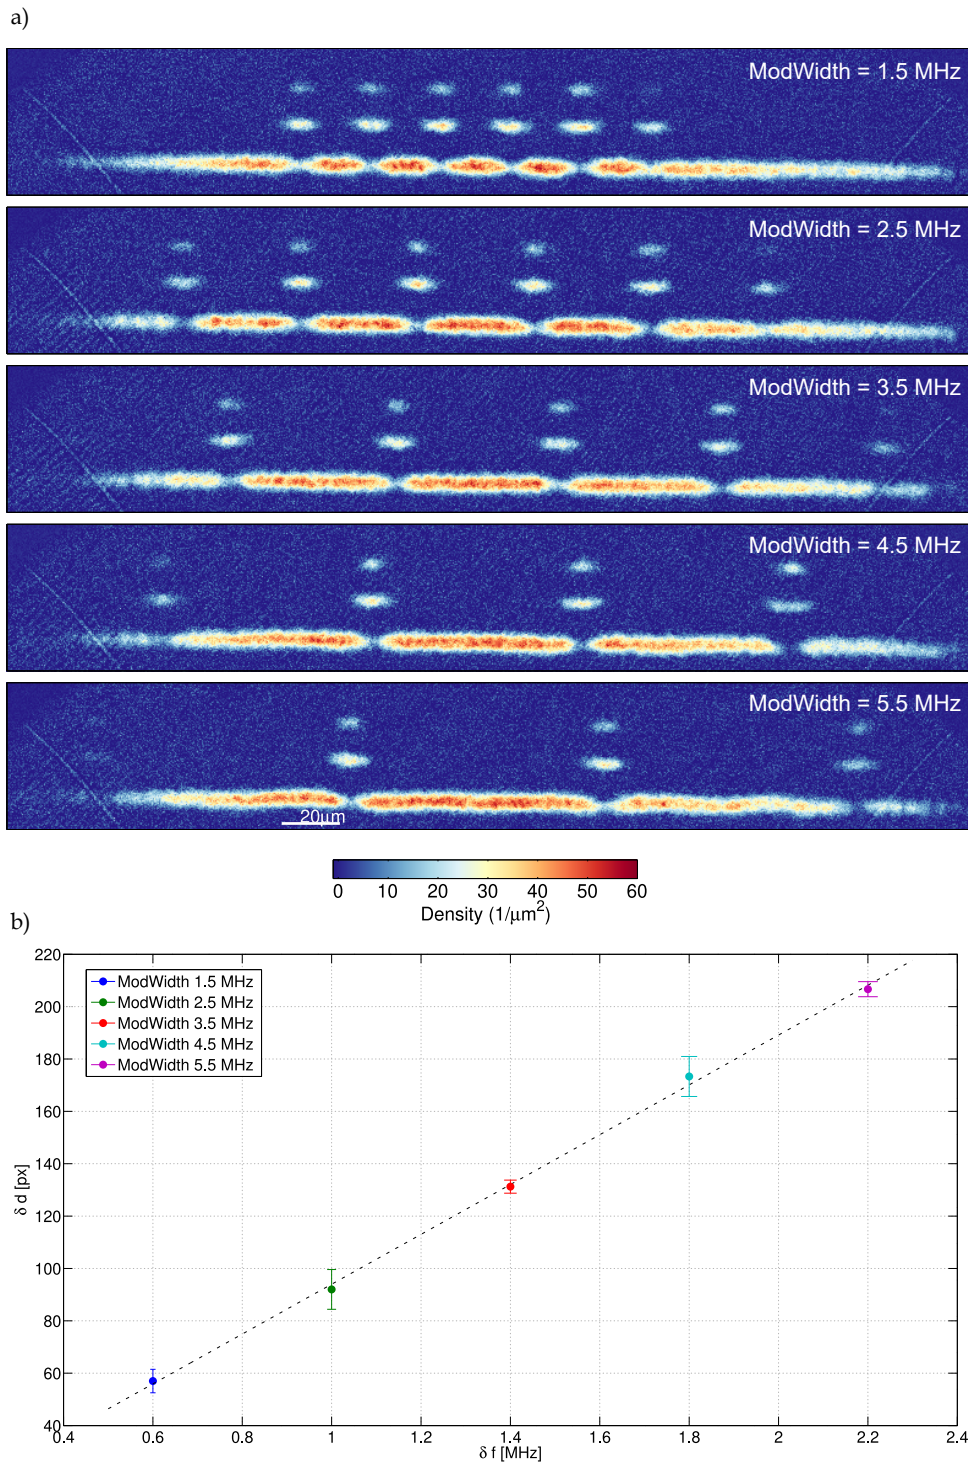 a)
ModWidth = 1.5 MHz
ModWidth = 2.5 MHz
ModWidth = 3.5 MHz
ModWidth = 4.5 MHz
ModWidth = 5.5 MHz
20μm
0 10 20 30 40 50 60
Density (1/μm²)
b)
220
200
180
160
140
120
100
80
60
40
δ d [px]
ModWidth 1.5 MHz
ModWidth 2.5 MHz
ModWidth 3.5 MHz
ModWidth 4.5 MHz
ModWidth 5.5 MHz
0.4 0.6 0.8 1 1.2 1.4 1.6 1.8 2 2.2 2.4
δ f [MHz]